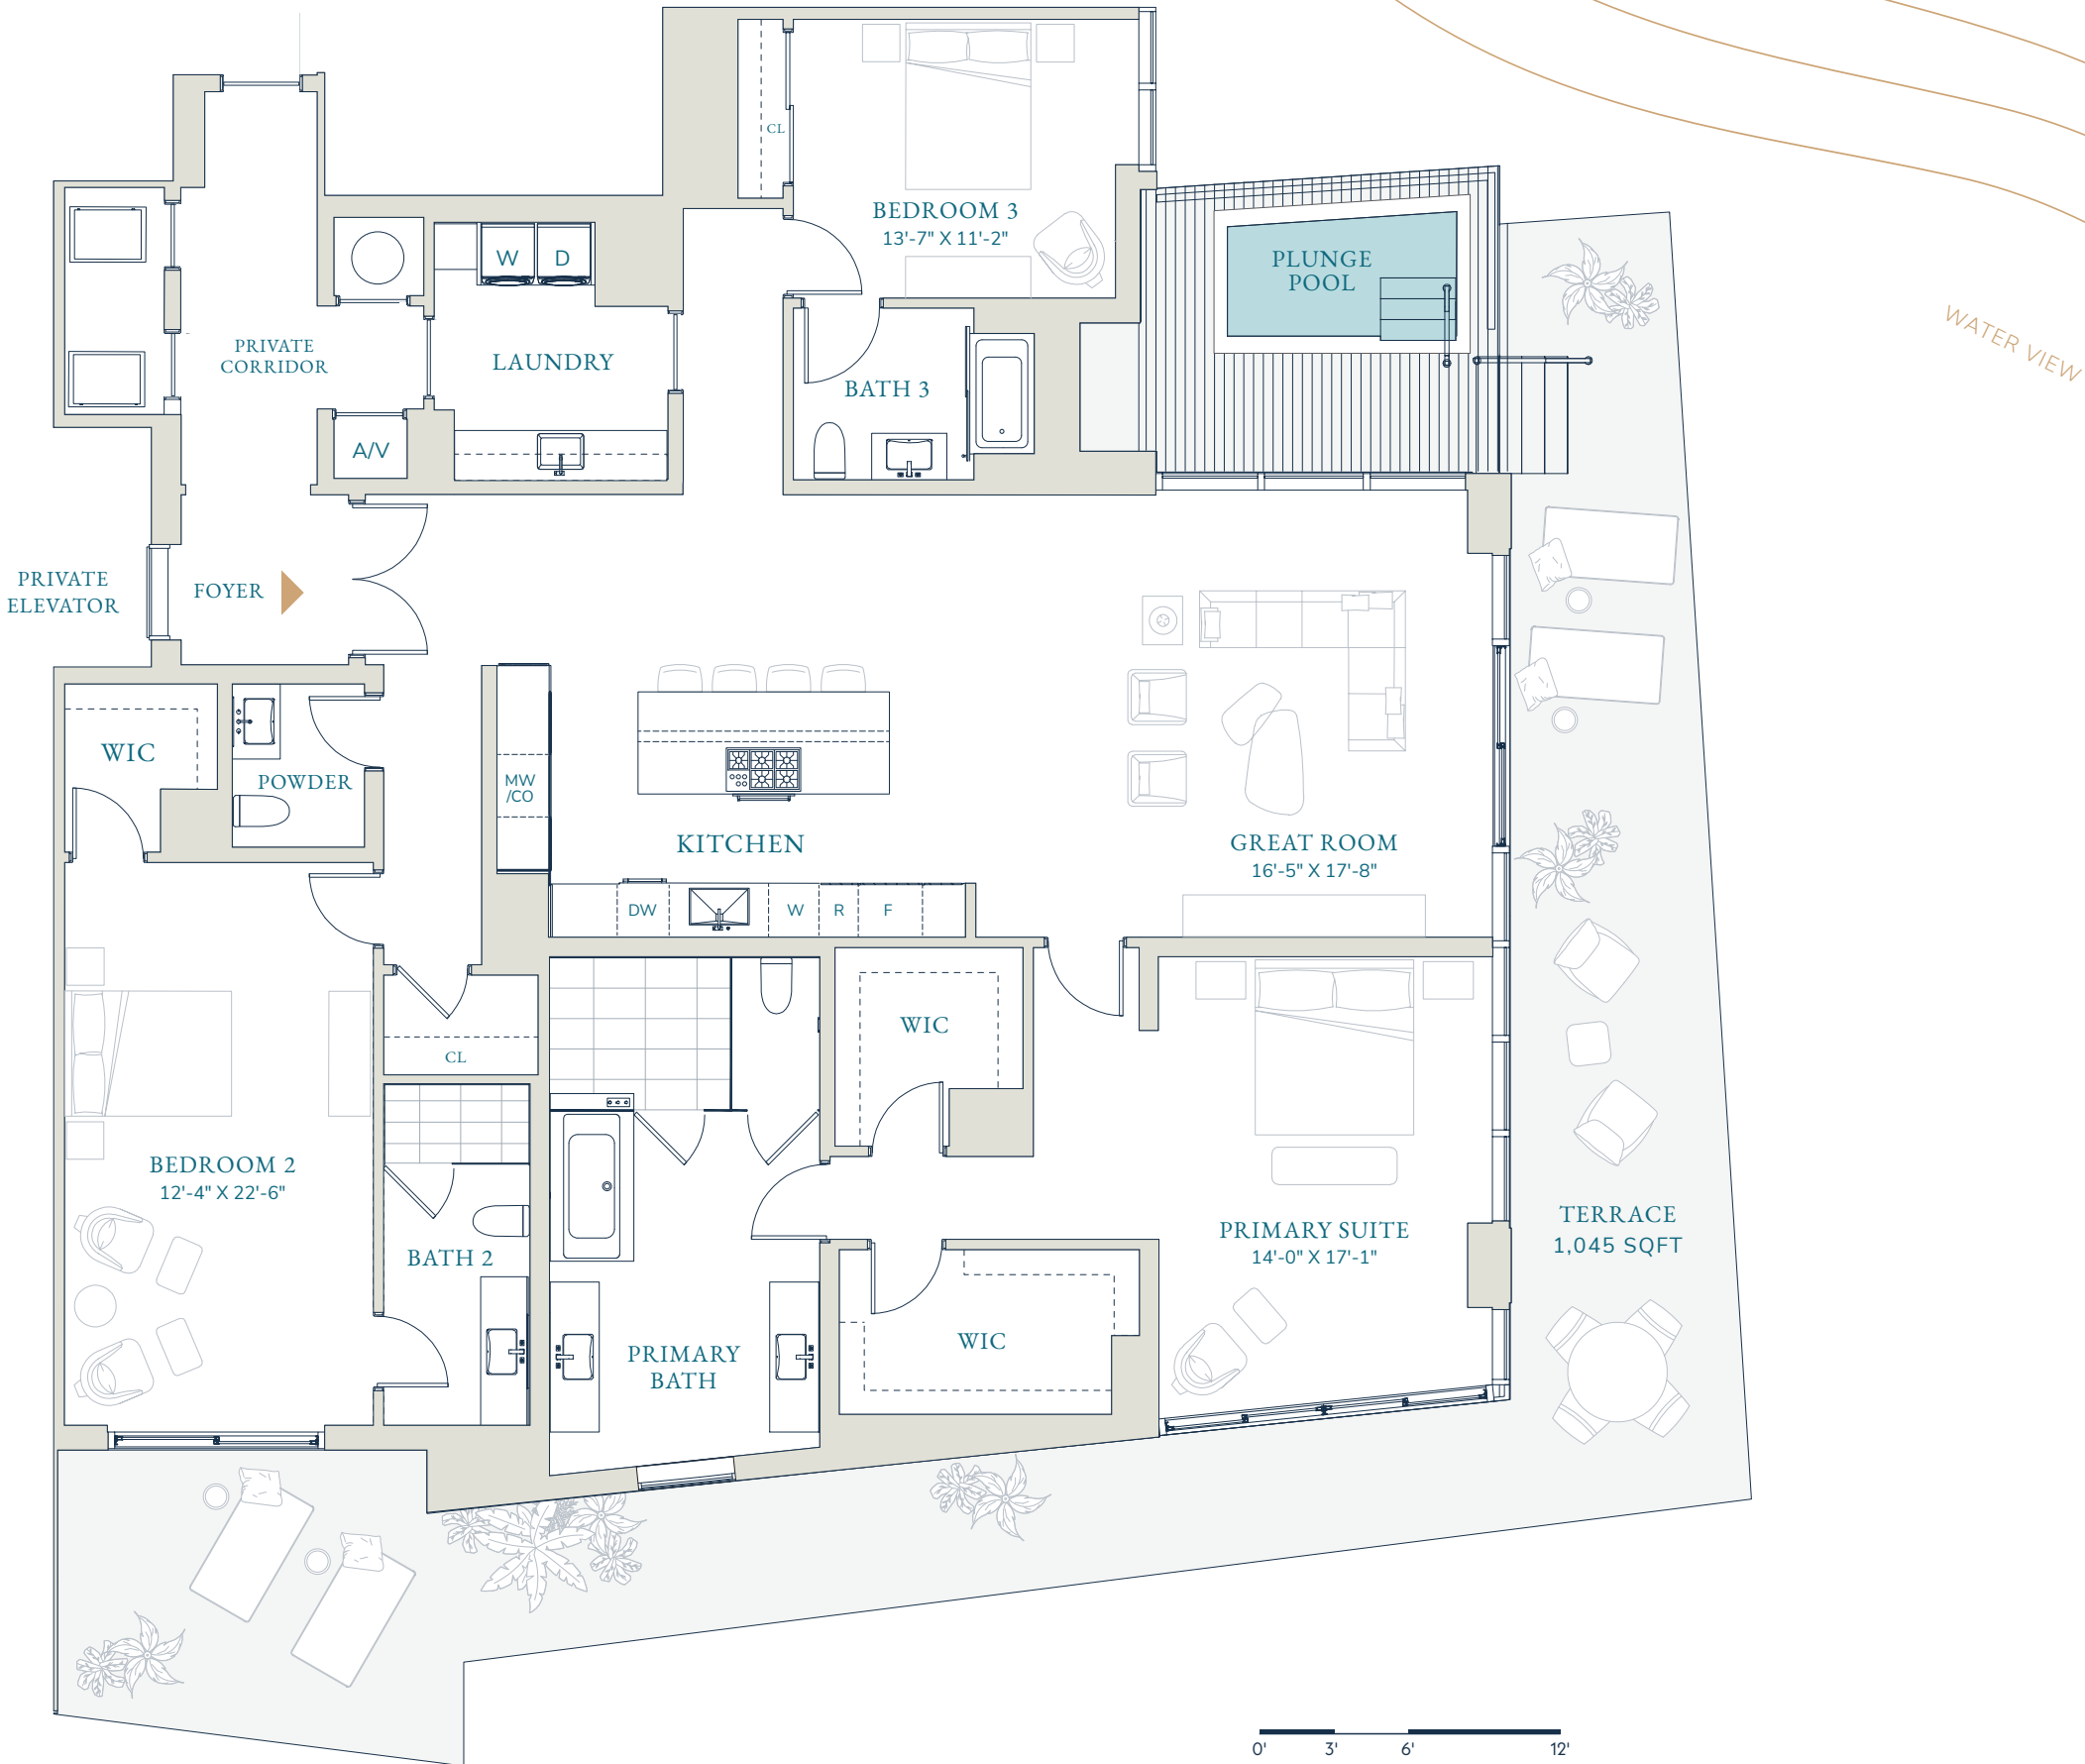 CL
BEDROOM 3
13'-7" X 11'-2"
W
D
PLUNGE
POOL
WATER VIEW
PRIVATE
CORRIDOR
LAUNDRY
BATH 3
A/V
PRIVATE
ELEVATOR
FOYER
WIC
POWDER
MW
/CO
KITCHEN
GREAT ROOM
16'-5" X 17'-8"
DW
W
R
F
WIC
CL
BEDROOM 2
12'-4" X 22'-6"
BATH 2
PRIMARY SUITE
14'-0" X 17'-1"
TERRACE
1,045 SQFT
WIC
PRIMARY
BATH
0'
3'
6'
12'